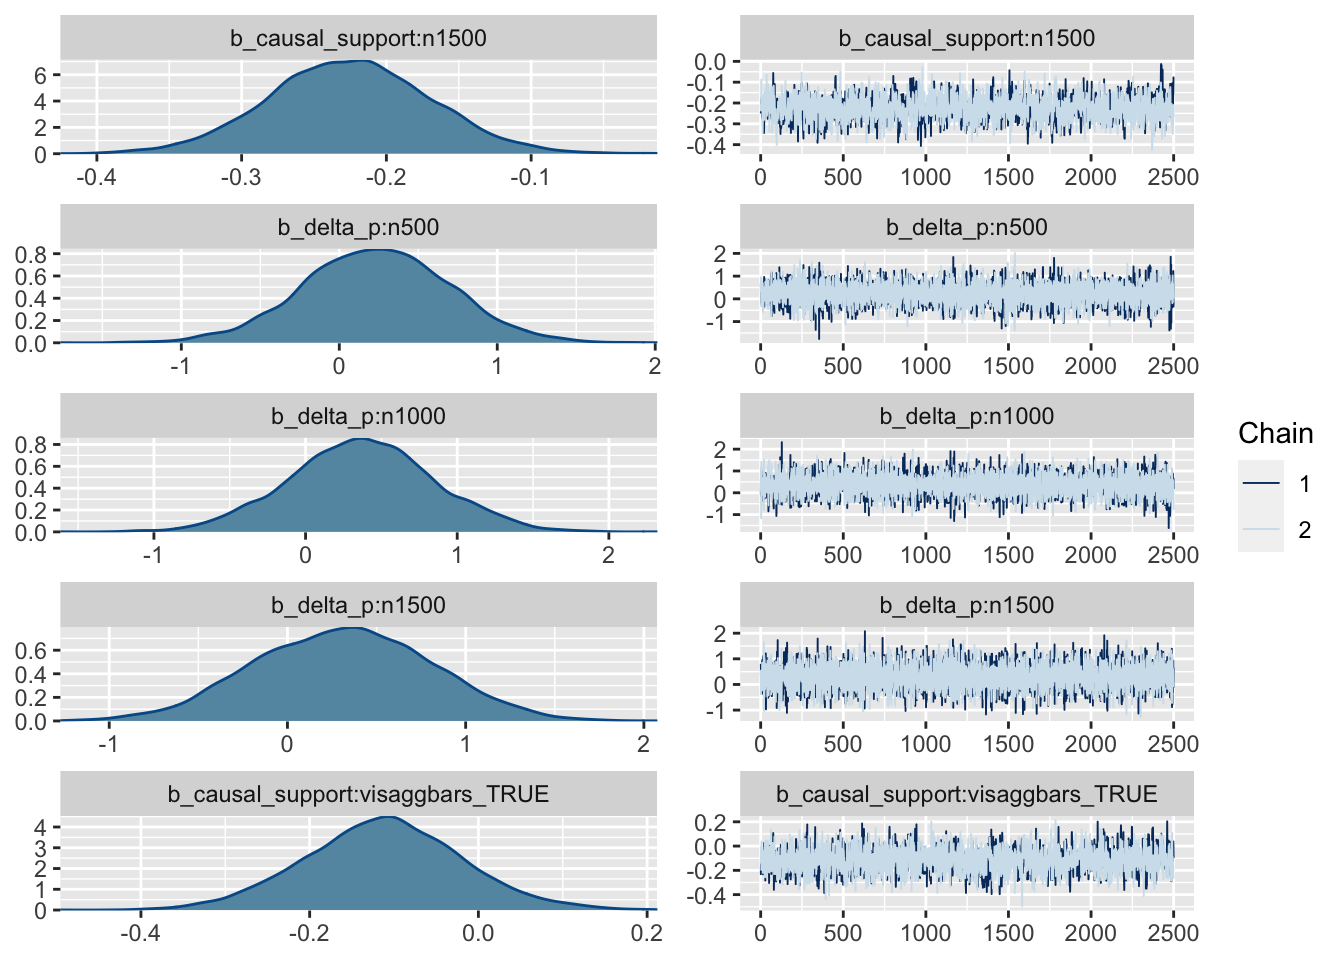 b_causal_support:n1500 b_causal_support:n1500
6
4
2
0
-0.4 -0.3 -0.2 -0.1
0.0
-0.1
-0.2
-0.3
-0.4
0 500 1000 1500 2000 2500
b_delta_p:n500 b_delta_p:n500
0.8
0.6
0.4
0.2
0.0
-1 0 1 2
2
1
0
-1
0 500 1000 1500 2000 2500
b_delta_p:n1000 b_delta_p:n1000
0.8
0.6
0.4
0.2
0.0
-1 0 1 2
2
1
0
-1
0 500 1000 1500 2000 2500
b_delta_p:n1500 b_delta_p:n1500
0.6
0.4
0.2
0.0
-1 0 1 2
2
1
0
-1
0 500 1000 1500 2000 2500
b_causal_support:visaggbars_TRUE b_causal_support:visaggbars_TRUE
4
3
2
1
0
-0.4 -0.2 0.0 0.2
0.2
0.0
-0.2
-0.4
0 500 1000 1500 2000 2500
Chain
1
2